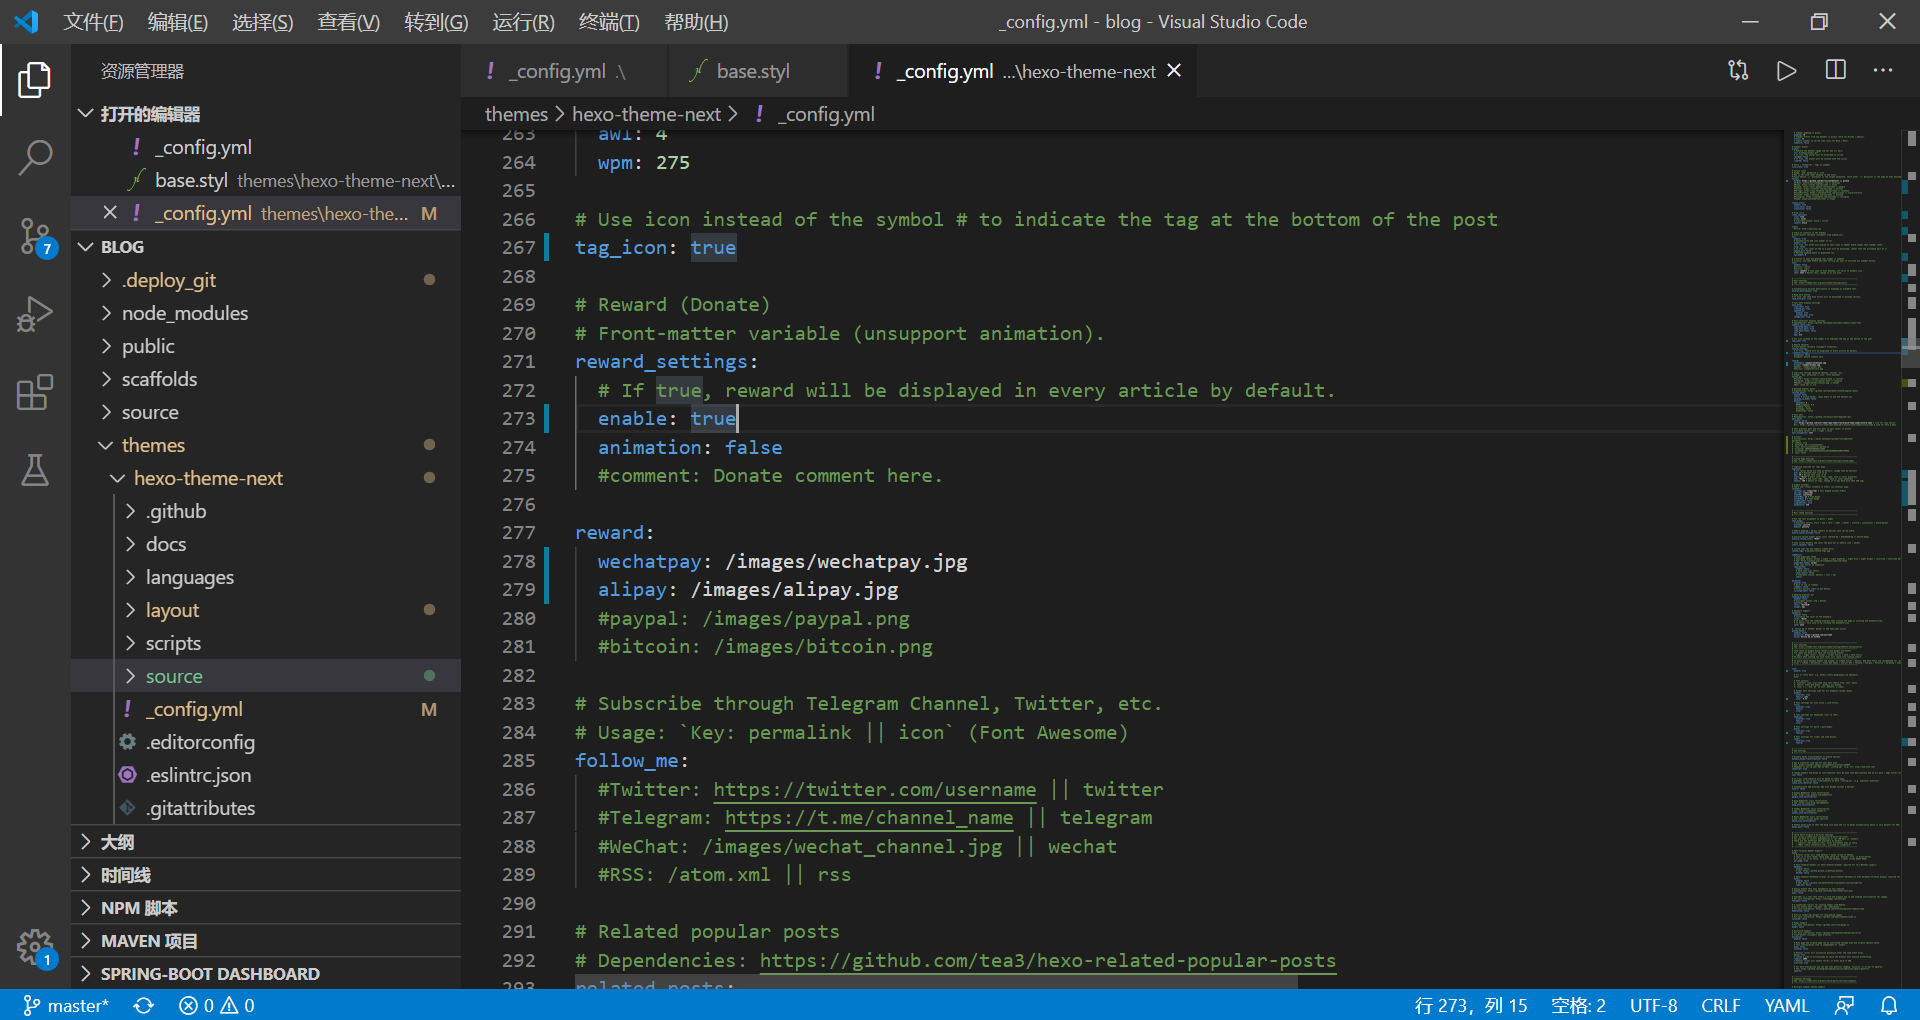 文件(F) 编辑(E) 选择(S) 查看(V) 转到(G) 运行(R) 终端(T) 帮助(H) _config.yml - blog - Visual Studio Code
资源管理器
打开的编辑器
! _config.yml
base.styl themes\hexo-theme-next\...
! _config.yml themes\hexo-the... M
BLOG
.deploy_git
node_modules
public
scaffolds
source
themes
hexo-theme-next
.github
docs
languages
layout
scripts
source
! _config.yml M
.editorconfig
.eslintrc.json
.gitattributes
大纲
时间线
NPM 脚本
MAVEN 项目
SPRING-BOOT DASHBOARD
7
1
! _config.yml .\ base.styl ! _config.yml ...\hexo-theme-next
themes > hexo-theme-next > ! _config.yml
263 awl: 4
264 wpm: 275
265
266 # Use icon instead of the symbol # to indicate the tag at the bottom of the post
267 tag_icon: true
268
269 # Reward (Donate)
270 # Front-matter variable (unsupport animation).
271 reward_settings:
272 # If true, reward will be displayed in every article by default.
273 enable: true
274 animation: false
275 #comment: Donate comment here.
276
277 reward:
278 wechatpay: /images/wechatpay.jpg
279 alipay: /images/alipay.jpg
280 #paypal: /images/paypal.png
281 #bitcoin: /images/bitcoin.png
282
283 # Subscribe through Telegram Channel, Twitter, etc.
284 # Usage: `Key: permalink || icon` (Font Awesome)
285 follow_me:
286 #Twitter: https://twitter.com/username || twitter
287 #Telegram: https://t.me/channel_name || telegram
288 #WeChat: /images/wechat_channel.jpg || wechat
289 #RSS: /atom.xml || rss
290
291 # Related popular posts
292 # Dependencies: https://github.com/tea3/hexo-related-popular-posts
293 related_posts:
master* 0 0 行 273，列 15 空格: 2 UTF-8 CRLF YAML